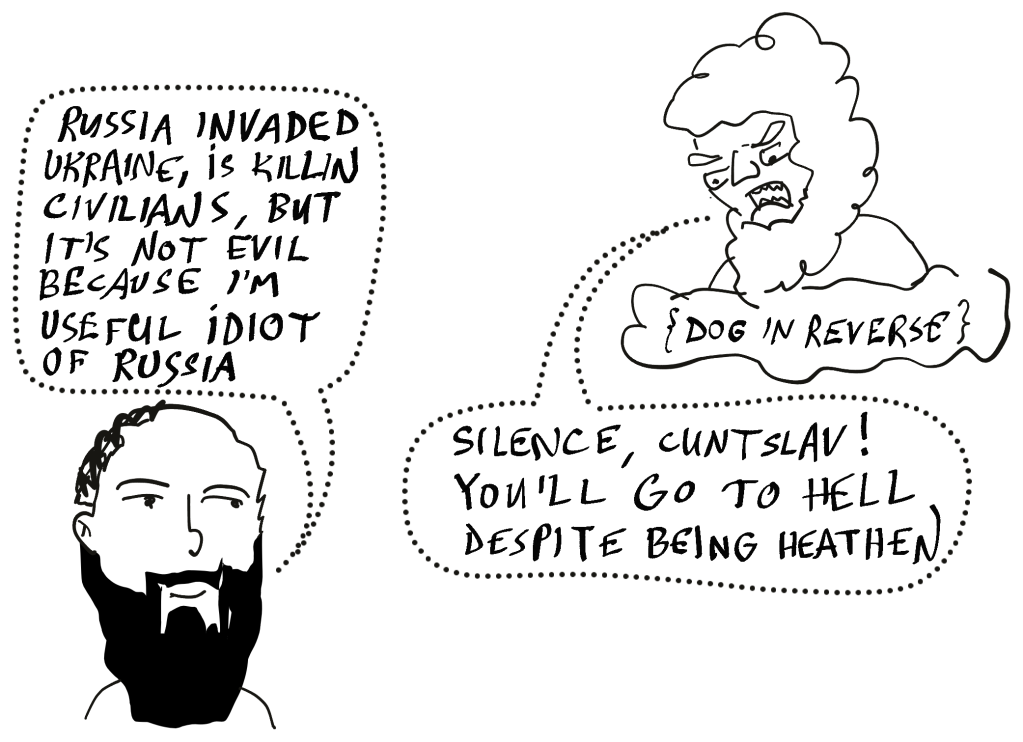 RUSSIA INVADED
UKRAINE, iS KILLIN
CIVILIANS, BUT
IT'S NOT EVIL
BECAUSE I'M
USEFUL iDIOT
OF RUSSIA
{DOG IN REVERSE}
SILENCE, CUNTSLAV!
YOU'LL GO TO HELL
DESPITE BEING HEATHEN